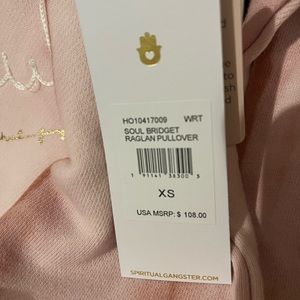 HO10417009 WRT
SOUL BRIDGET
RAGLAN PULLOVER
1 91141 38300 5
XS
USA MSRP: $ 108.00
SPIRITUALGANGSTER.COM